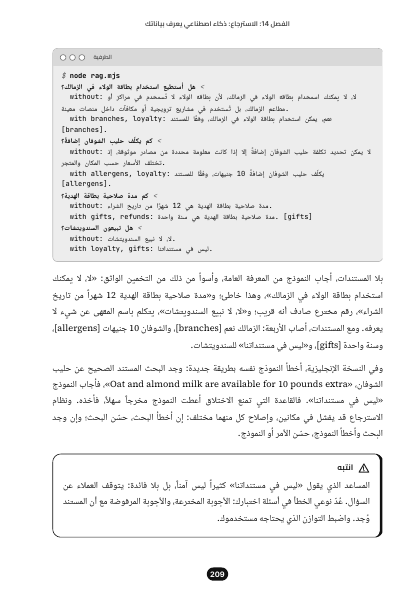 الفصل 14: الاسترجاع: ذكاء اصطناعي يعرف بياناتك
الطرفية
$ node rag.mjs
> هل أستطيع استخدام بطاقة الولاء في الزمالك؟
without: لا، لا يمكنك استخدام بطاقة الولاء في الزمالك، لأن بطاقة الولاء لا تُستخدم في مراكز أو
مطاعم الزمالك، بل تُستخدم في مشاريع ترويجية أو مكافآت داخل منصات معينة.
with branches, loyalty: نعم، يمكن استخدام بطاقة الولاء في الزمالك، وفقًا للمستند
[branches].
> كم يكلّف حليب الشوفان إضافةً؟
without: لا يمكن تحديد تكلفة حليب الشوفان إضافةً إلا إذا كانت معلومة محددة من مصادر موثوقة، إذ
تختلف الأسعار حسب المكان والمتجر.
with allergens, loyalty: يكلّف حليب الشوفان إضافةً 10 جنيهات، وفقًا للمستند
[allergens].
> كم مدة صلاحية بطاقة الهدية؟
without: مدة صلاحية بطاقة الهدية هي 12 شهرًا من تاريخ الشراء.
with gifts, refunds: مدة صلاحية بطاقة الهدية هي سنة واحدة. [gifts]
> هل تبيعون السندويتشات؟
without: لا، لا نبيع السندويتشات.
with loyalty, gifts: ليس في مستنداتنا.
بلا المستندات، أجاب النموذج من المعرفة العامة، وأسوأ من ذلك من التخمين الواثق: «لا، لا يمكنك
استخدام بطاقة الولاء في الزمالك»، وهذا خاطئ؛ و«مدة صلاحية بطاقة الهدية 12 شهراً من تاريخ
الشراء»، رقم مخترع صادف أنه قريب؛ و«لا، لا نبيع السندويتشات»، يتكلم باسم المقهى عن شيء لا
يعرفه. ومع المستندات، أصاب الأربعة: الزمالك نعم [branches]، والشوفان 10 جنيهات [allergens]،
وسنة واحدة [gifts]، و«ليس في مستنداتنا» للسندويتشات.
وفي النسخة الإنجليزية، أخطأ النموذج نفسه بطريقة جديدة: وجد البحث المستند الصحيح عن حليب
الشوفان، «Oat and almond milk are available for 10 pounds extra»، فأجاب النموذج
«ليس في مستنداتنا». فالقاعدة التي تمنع الاختلاق أعطت النموذج مخرجاً سهلاً، فأخذه. ونظام
الاسترجاع قد يفشل في مكانين، وإصلاح كل منهما مختلف: إن أخطأ البحث، حسّن البحث؛ وإن وجد
البحث وأخطأ النموذج، حسّن الأمر أو النموذج.
انتبه
المساعد الذي يقول «ليس في مستنداتنا» كثيراً ليس آمناً، بل بلا فائدة: يتوقف العملاء عن
السؤال. عُدّ نوعي الخطأ في أسئلة اختبارك: الأجوبة المخترعة، والأجوبة المرفوضة مع أن المستند
وُجد. واضبط التوازن الذي يحتاجه مستخدموك.
209